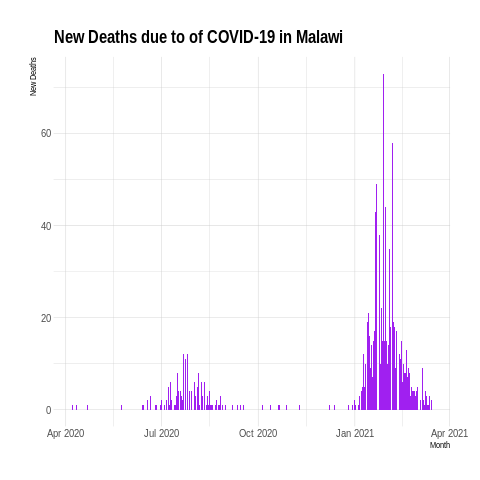 New Deaths due to of COVID-19 in Malawi
New Deaths
60
40
20
0
Apr 2020 Jul 2020 Oct 2020 Jan 2021 Apr 2021
Month